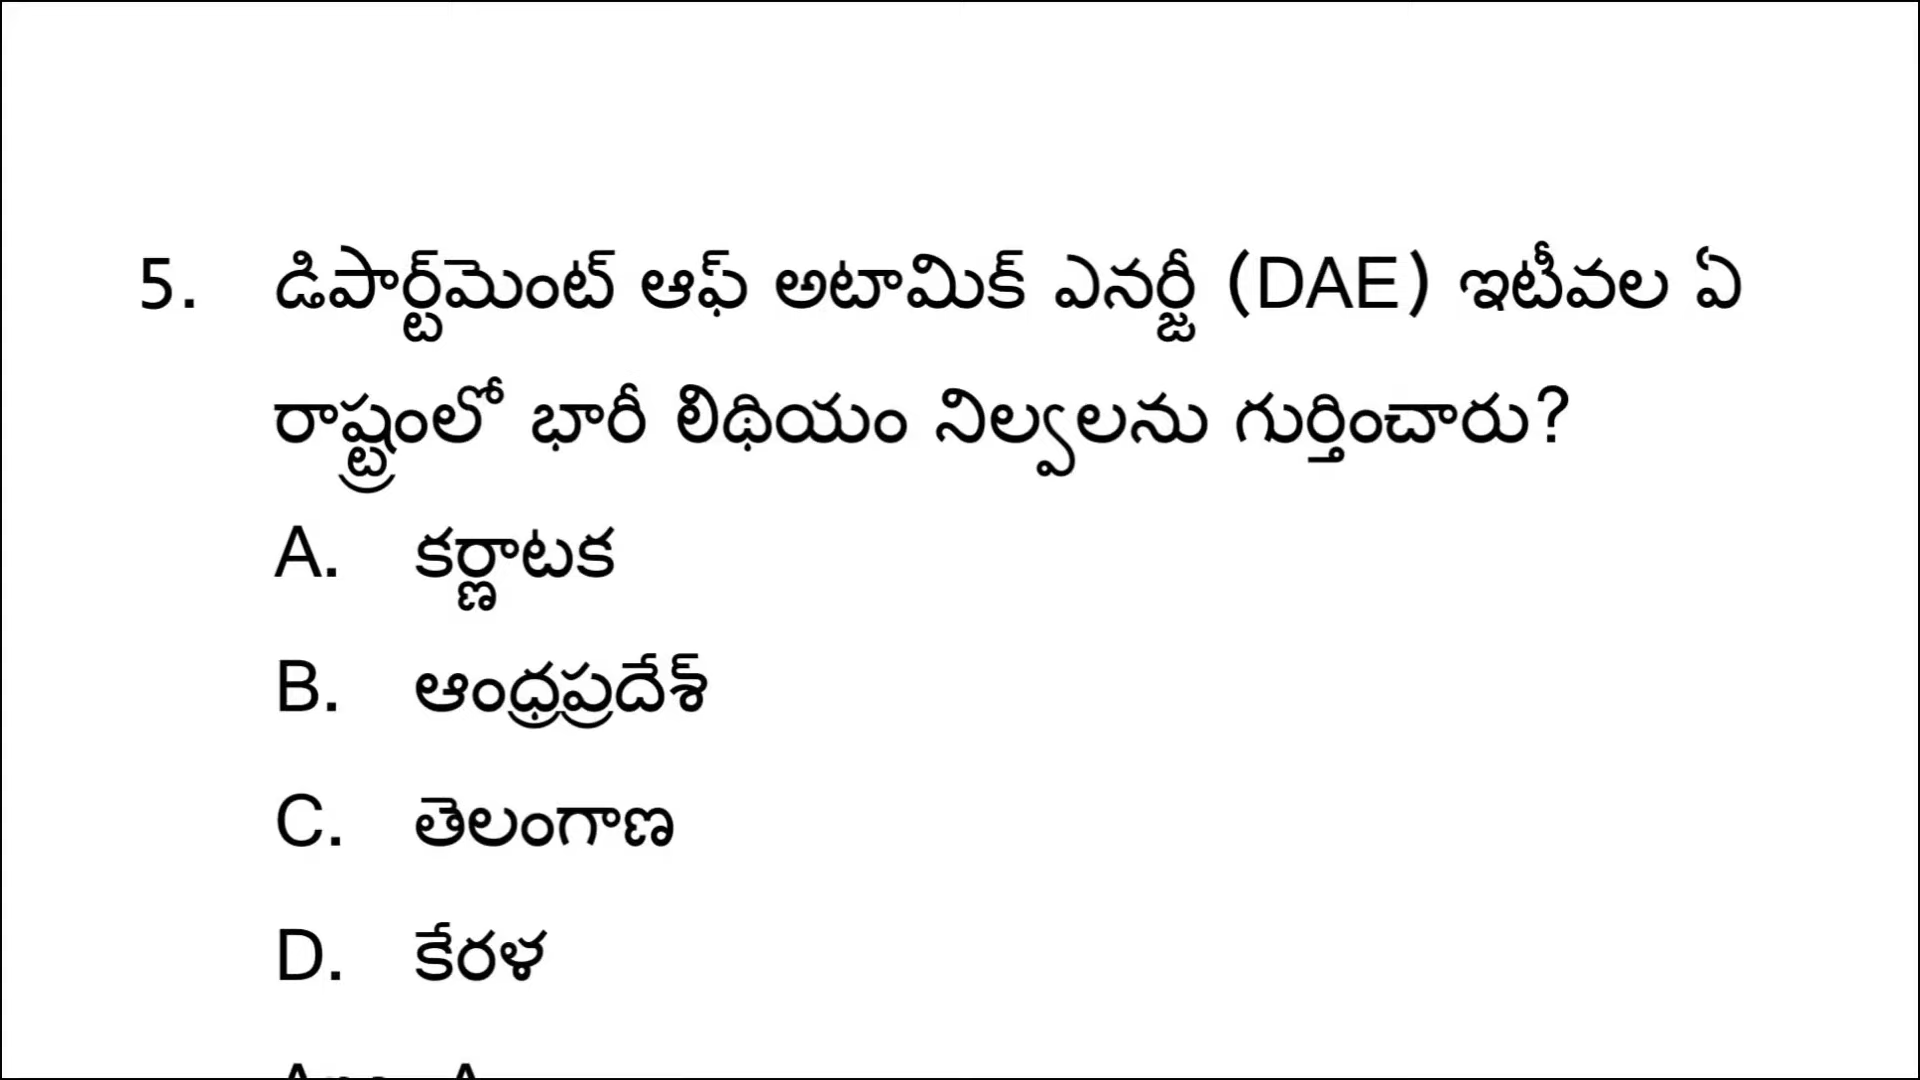 5. డిపార్ట్‌మెంట్ ఆఫ్ అటామిక్ ఎనర్జీ (DAE) ఇటీవల ఏ
రాష్ట్రంలో భారీ లిథియం నిల్వలను గుర్తించారు?
A. కర్ణాటక
B. ఆంధ్రప్రదేశ్
C. తెలంగాణ
D. కేరళ